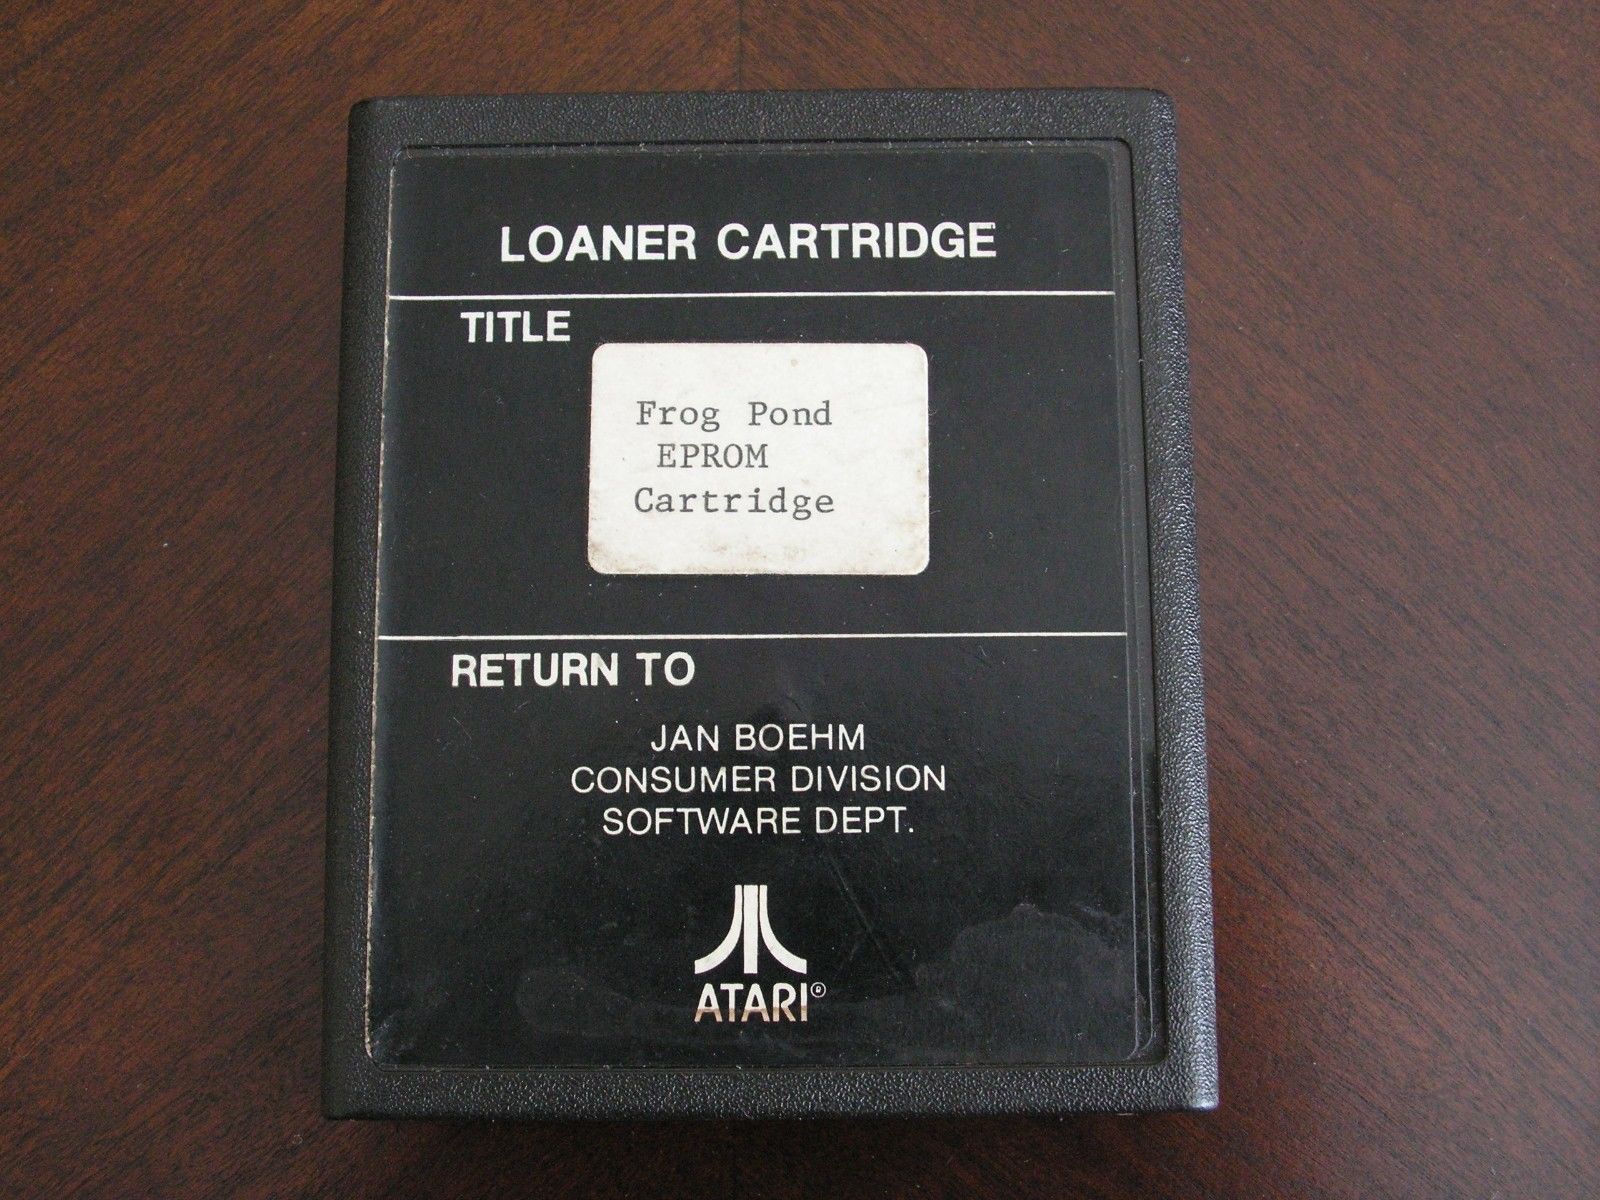 LOANER CARTRIDGE
TITLE
Frog Pond
EPROM
Cartridge
RETURN TO
JAN BOEHM
CONSUMER DIVISION
SOFTWARE DEPT.
ATARI®